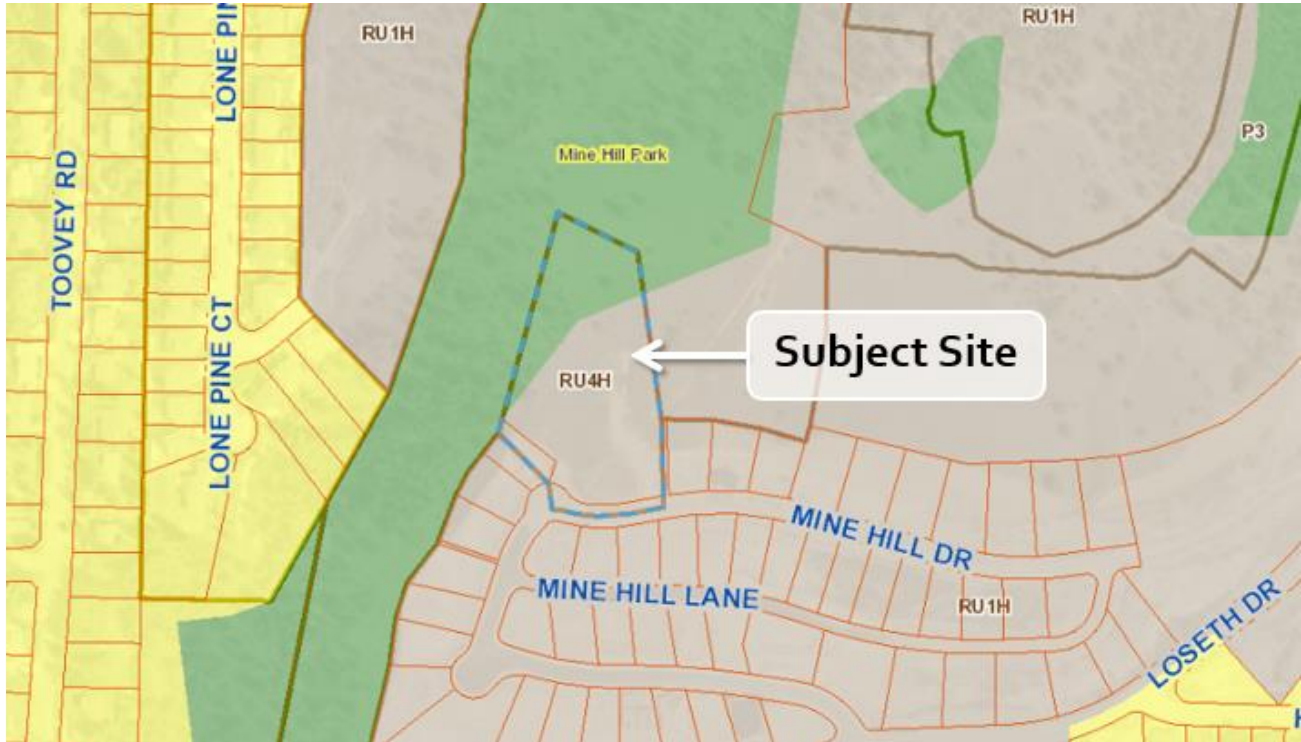 LONE PIN
RU1H
RU1H
P3
Mine Hill Park
TOOVEY RD
LONE PINE CT
Subject Site
RU4H
MINE HILL DR
MINE HILL LANE
RU1H
LOSETH DR
H